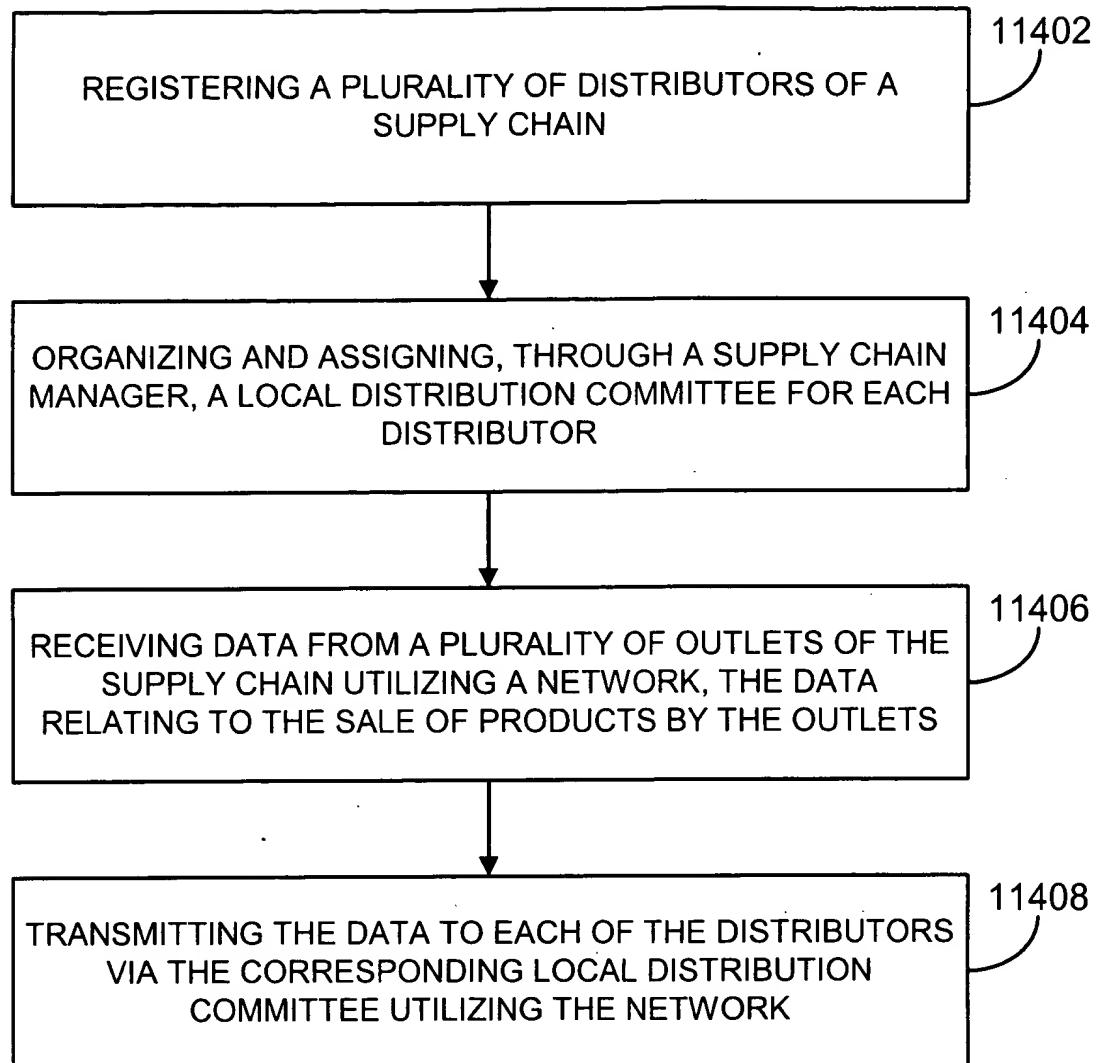 11402
REGISTERING A PLURALITY OF DISTRIBUTORS OF A
SUPPLY CHAIN
11404
ORGANIZING AND ASSIGNING, THROUGH A SUPPLY CHAIN
MANAGER, A LOCAL DISTRIBUTION COMMITTEE FOR EACH
DISTRIBUTOR
11406
RECEIVING DATA FROM A PLURALITY OF OUTLETS OF THE
SUPPLY CHAIN UTILIZING A NETWORK, THE DATA
RELATING TO THE SALE OF PRODUCTS BY THE OUTLETS
11408
TRANSMITTING THE DATA TO EACH OF THE DISTRIBUTORS
VIA THE CORRESPONDING LOCAL DISTRIBUTION
COMMITTEE UTILIZING THE NETWORK